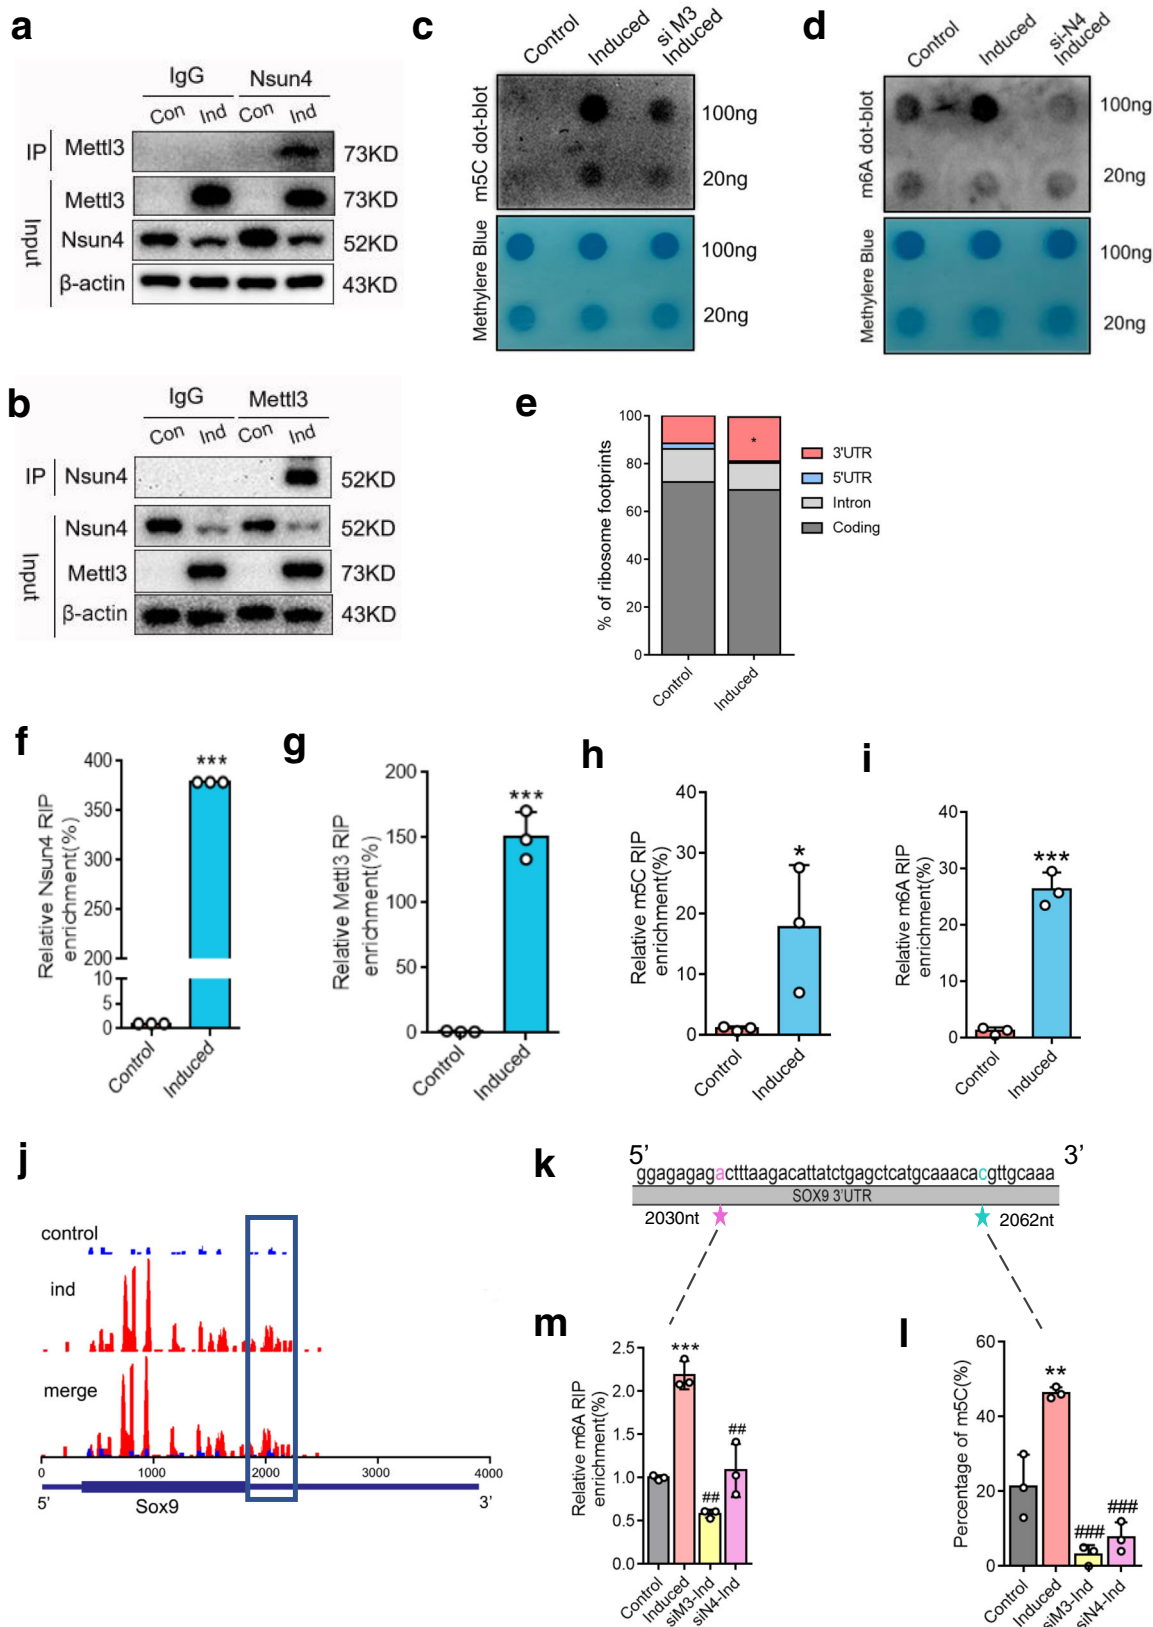 a
IgG
Nsun4
Con
Ind
Con
Ind
IP
Mettl3
73KD
Input
Mettl3
73KD
Nsun4
52KD
β-actin
43KD
b
IgG
Mettl3
Con
Ind
Con
Ind
IP
Nsun4
52KD
Input
Nsun4
52KD
Mettl3
73KD
β-actin
43KD
c
Control
Induced
si M3
Induced
m5C dot-blot
100ng
20ng
Methylere Blue
100ng
20ng
d
Control
Induced
si-N4
Induced
m6A dot-blot
100ng
20ng
Methylere Blue
100ng
20ng
e
% of ribosome footprints
100
80
60
40
20
0
*
Control
Induced
3'UTR
5'UTR
Intron
Coding
f
Relative Nsun4 RIP
enrichment(%)
400
350
300
250
200
10
5
0
***
Control
Induced
g
Relative Mettl3 RIP
enrichment(%)
200
150
100
50
0
***
Control
Induced
h
Relative m5C RIP
enrichment(%)
40
30
20
10
0
*
Control
Induced
i
Relative m6A RIP
enrichment(%)
40
30
20
10
0
***
Control
Induced
j
control
ind
merge
0
1000
2000
3000
4000
5’
Sox9
3’
k
5’
3’
ggagagagactttaagacattatctgagctcatgcaaacacgttgcaaa
SOX9 3'UTR
2030nt
2062nt
m
Relative m6A RIP
enrichment(%)
2.5
2.0
1.5
1.0
0.5
0.0
***
##
##
Control
Induced
siM3-Ind
siN4-Ind
l
Percentage of m5C(%)
60
40
20
0
**
###
###
Control
Induced
siM3-Ind
siN4-Ind